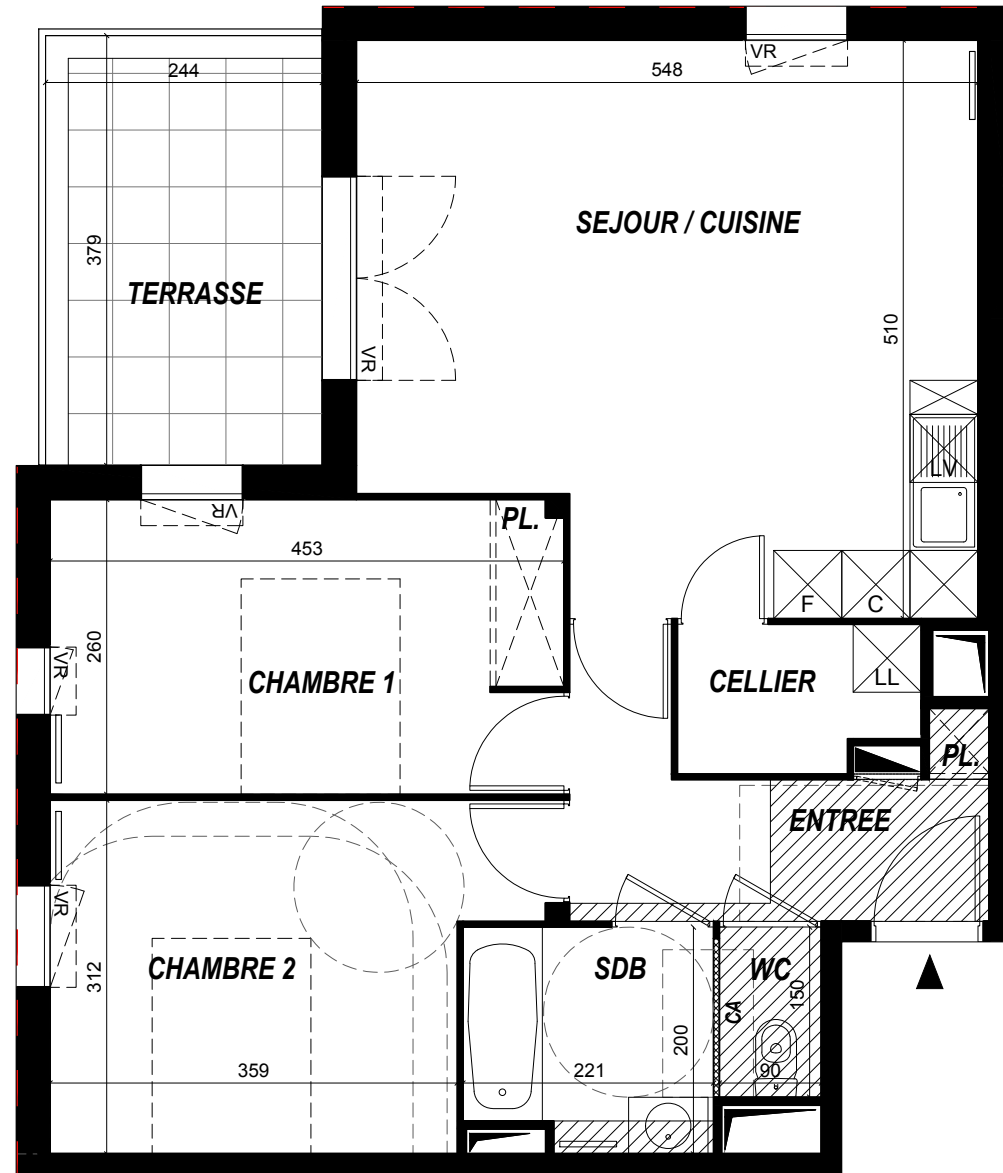 VR
244
548
SEJOUR / CUISINE
379
TERRASSE
510
VR
LV
VR
PL.
453
F
C
260
VR
CHAMBRE 1
CELLIER
LL
PL.
ENTREE
VR
312
CHAMBRE 2
SDB
WC
CA
150
200
359
221
90